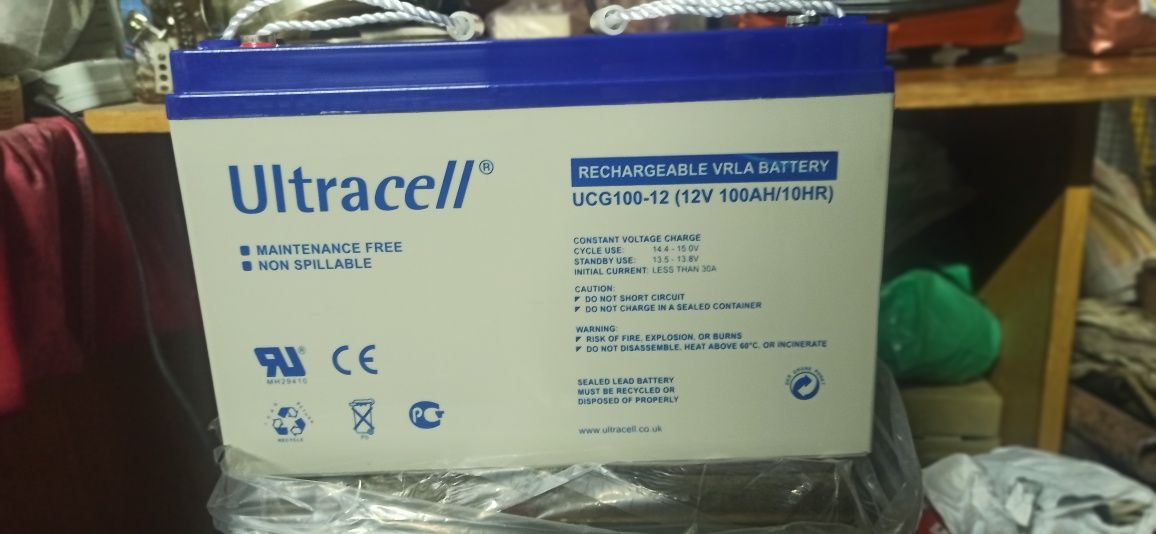 Ultracell®
MAINTENANCE FREE
NON SPILLABLE
MH29410
CE
RECYCLE
Pb
RECHARGEABLE VRLA BATTERY
UCG100-12 (12V 100AH/10HR)
CONSTANT VOLTAGE CHARGE
CYCLE USE: 14.4 - 15.0V
STANDBY USE: 13.5 - 13.8V
INITIAL CURRENT: LESS THAN 30A
CAUTION:
DO NOT SHORT CIRCUIT
DO NOT CHARGE IN A SEALED CONTAINER
WARNING:
RISK OF FIRE, EXPLOSION, OR BURNS
DO NOT DISASSEMBLE, HEAT ABOVE 60°C, OR INCINERATE
SEALED LEAD BATTERY
MUST BE RECYCLED OR
DISPOSED OF PROPERLY
www.ultracell.co.uk